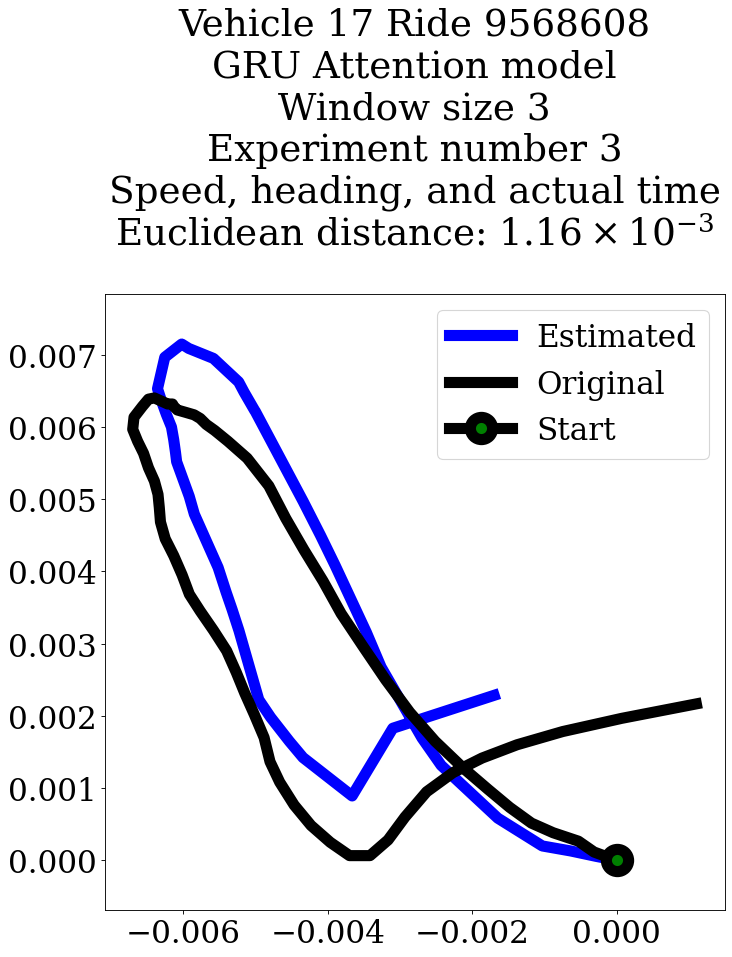 Vehicle 17 Ride 9568608
GRU Attention model
Window size 3
Experiment number 3
Speed, heading, and actual time
Euclidean distance: 1.16 × 10⁻³
Estimated
Original
Start
0.007
0.006
0.005
0.004
0.003
0.002
0.001
0.000
−0.006 −0.004 −0.002 0.000